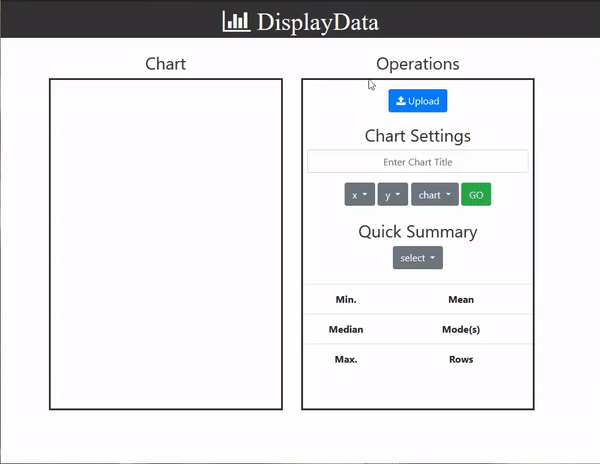 DisplayData
Chart
Operations
Upload
Chart Settings
Enter Chart Title
x y chart GO
Quick Summary
select
Min. Mean
Median Mode(s)
Max. Rows